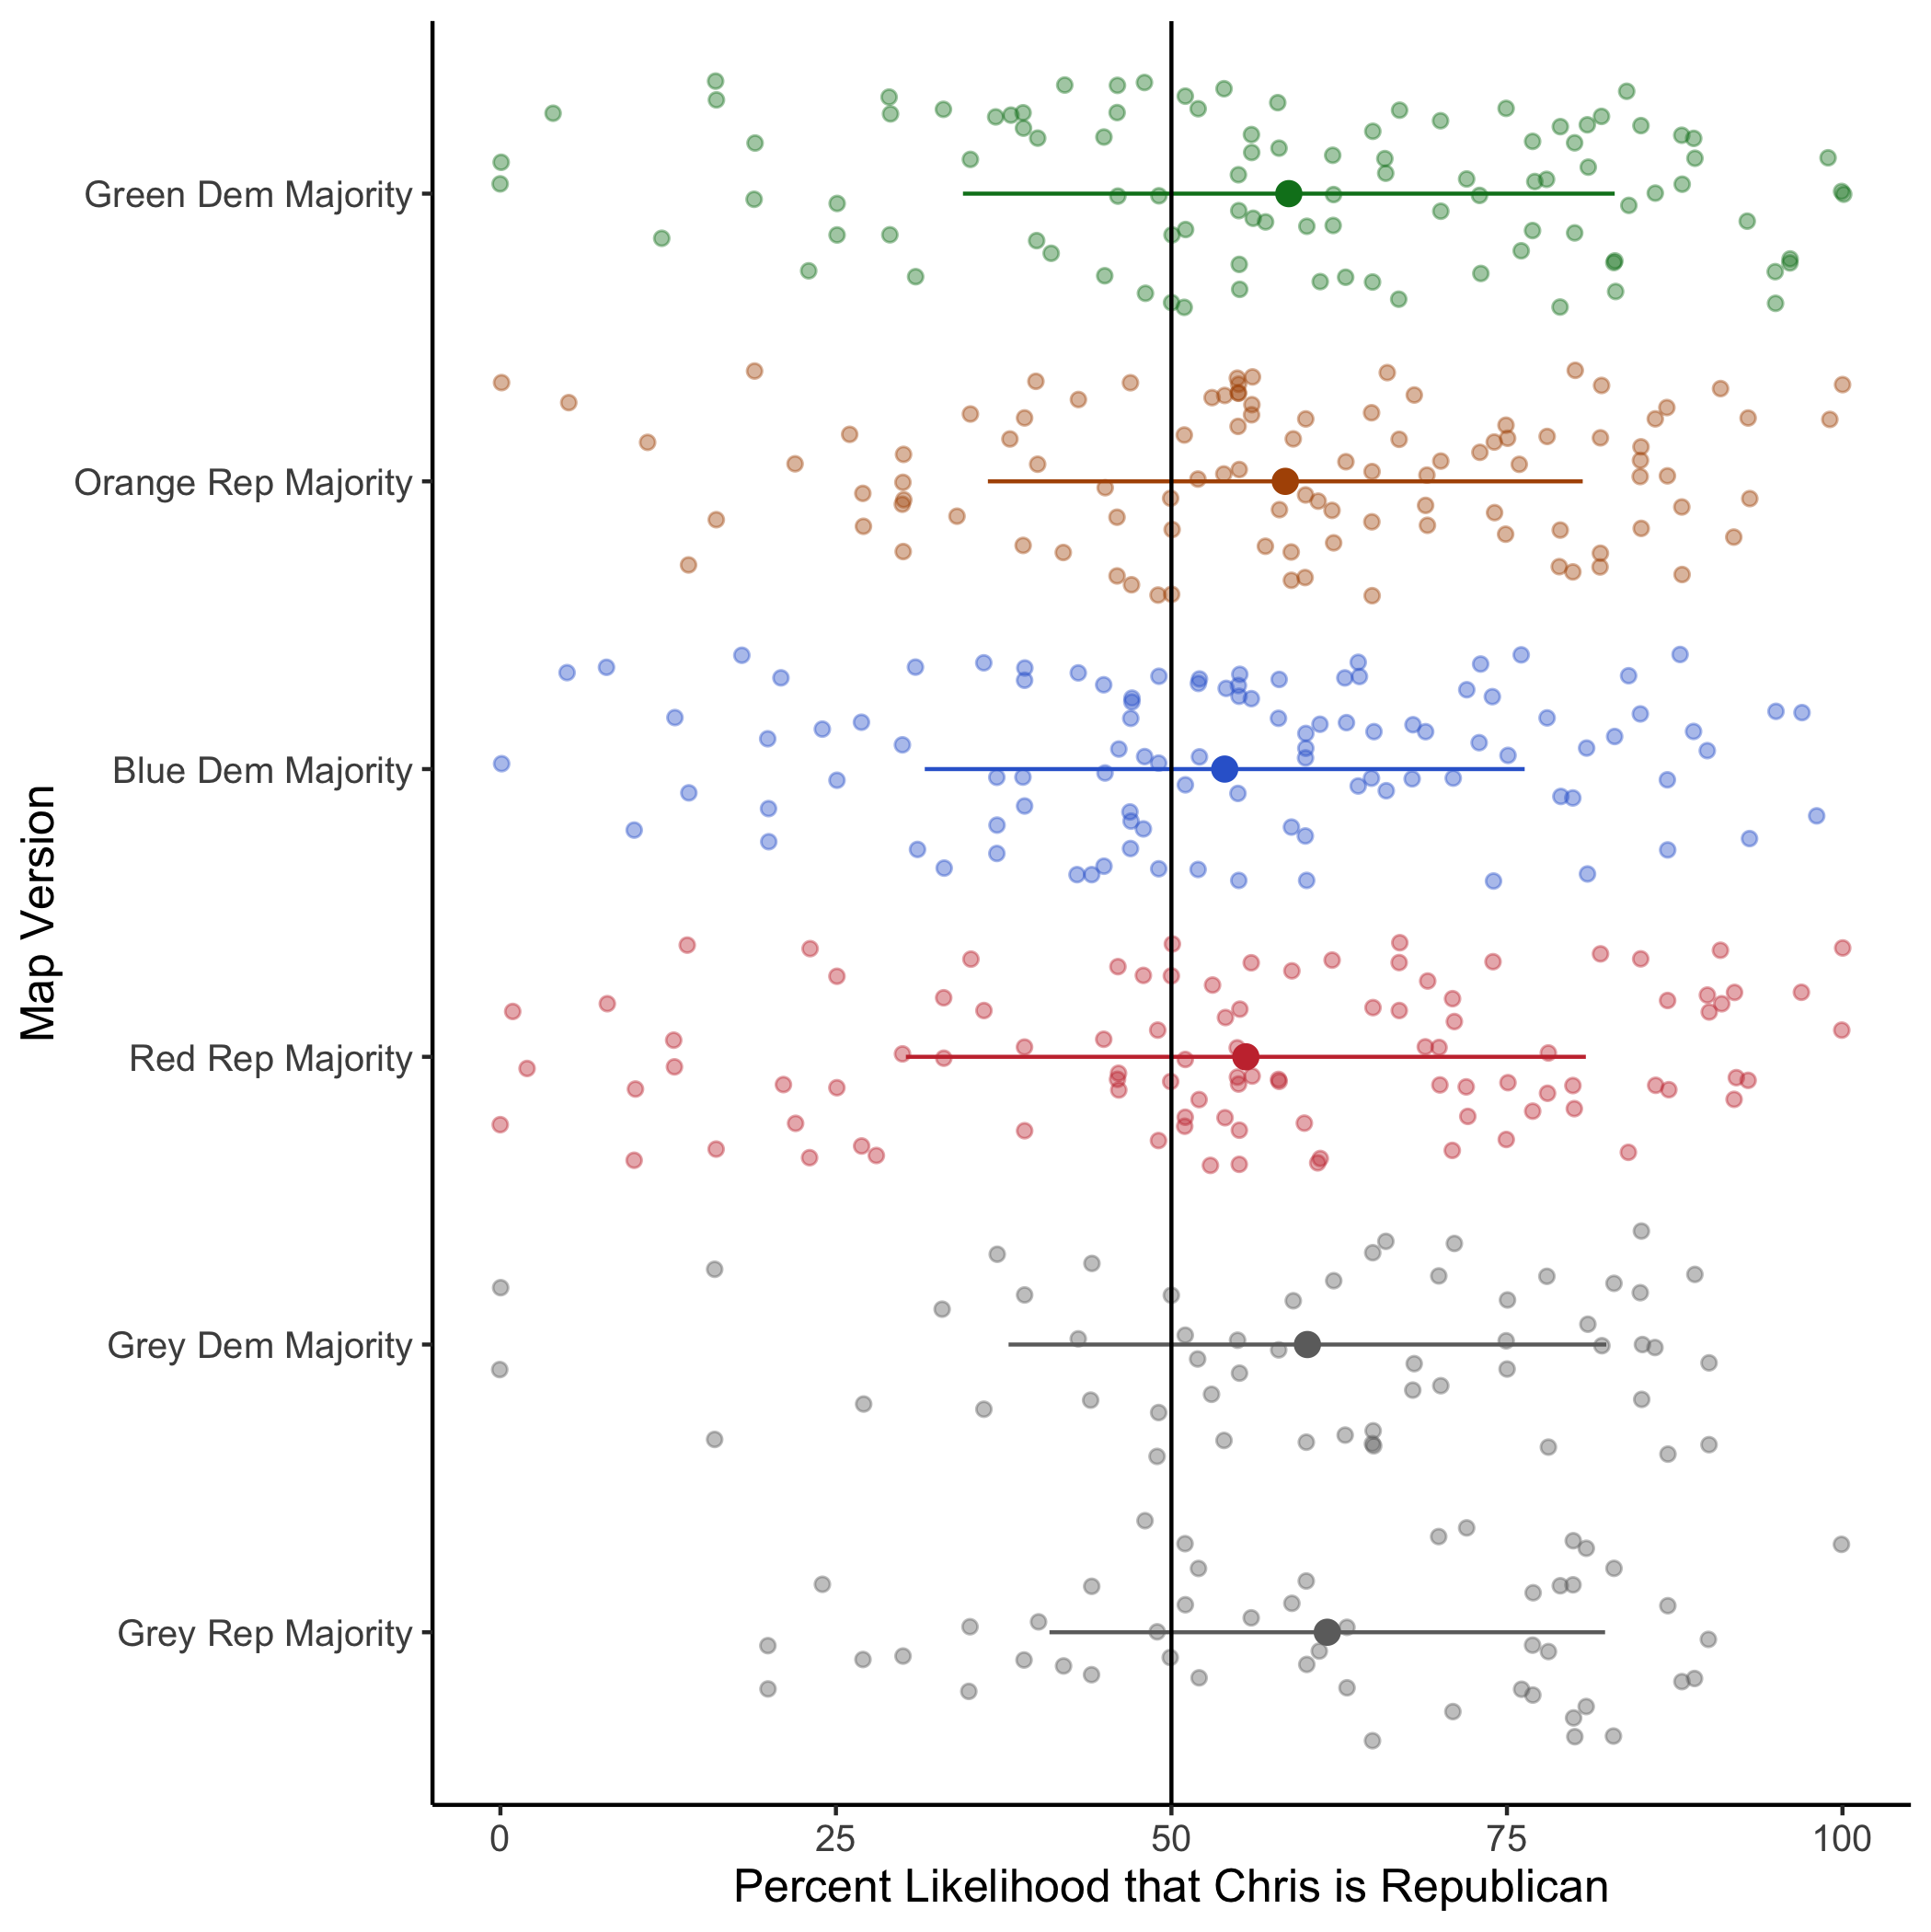 Green Dem Majority
Orange Rep Majority
Blue Dem Majority
Red Rep Majority
Grey Dem Majority
Grey Rep Majority
Map Version
0 25 50 75 100
Percent Likelihood that Chris is Republican